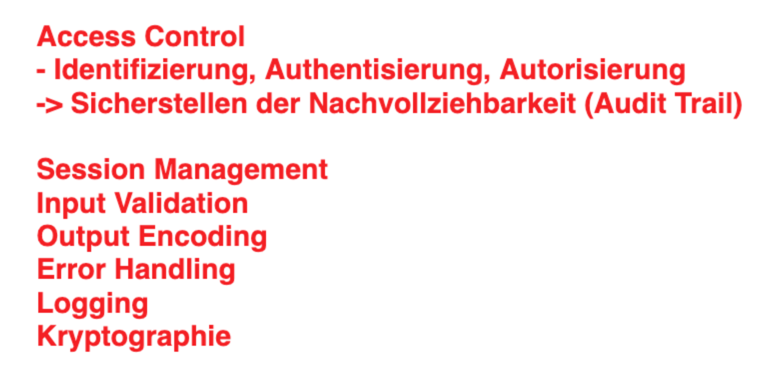 Access Control
- Identifizierung, Authentisierung, Autorisierung
-> Sicherstellen der Nachvollziehbarkeit (Audit Trail)
Session Management
Input Validation
Output Encoding
Error Handling
Logging
Kryptographie